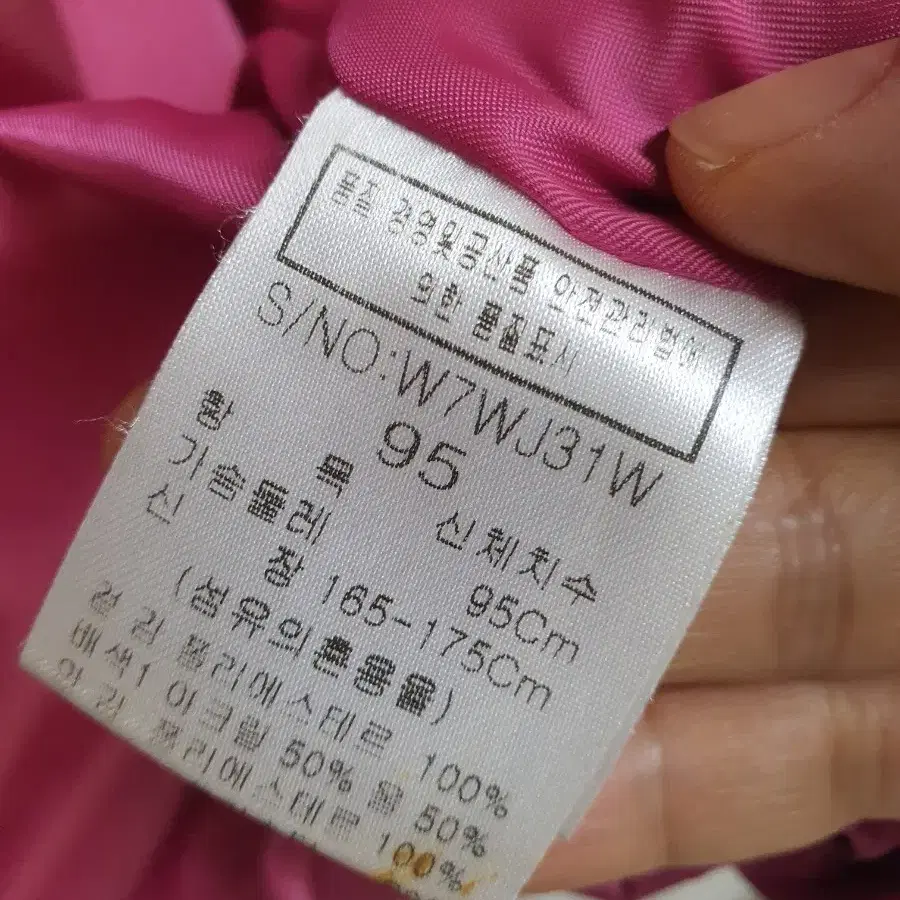 품질 경영및공산품 안전관리법에
의한 품질표시
S/NO:W7WJ31W
95
항 목 신체치수
가슴둘레 95Cm
신 장 165-175Cm
(섬유의혼용율)
겉 감 폴리에스테르 100%
배색1 아크릴 50% 울 50%
안 감 폴리에스테르 100%